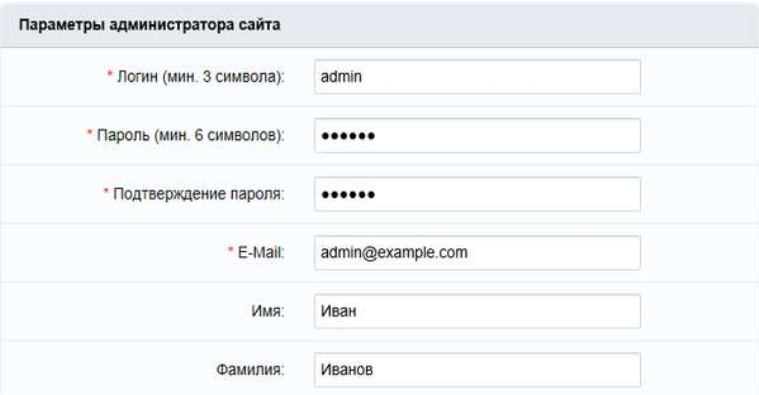 Параметры администратора сайта
* Логин (мин. 3 символа): admin
* Пароль (мин. 6 символов): ●●●●●●
* Подтверждение пароля: ●●●●●●
* E-Mail: admin@example.com
Имя: Иван
Фамилия: Иванов